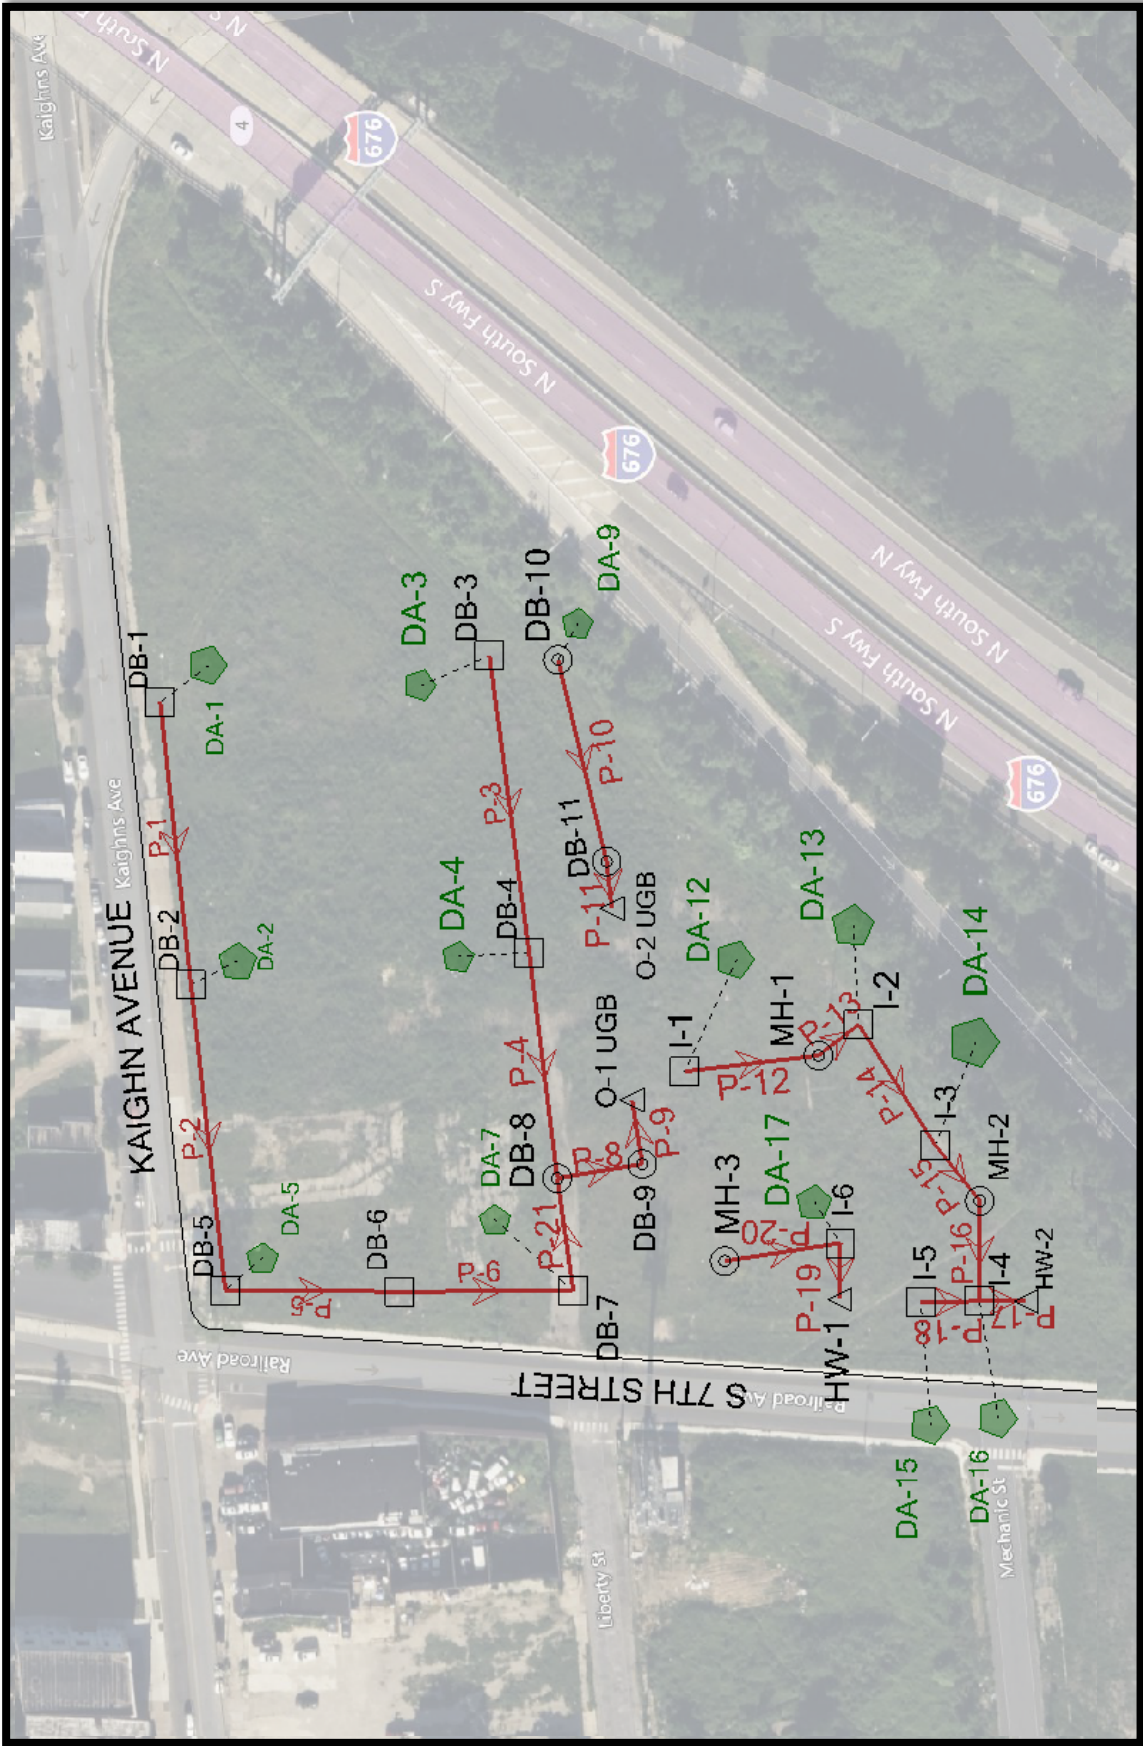 Kaighns Ave
N South F
N S
4
676
N South Fwy S
676
N South Fwy N
N South Fwy S
676
KAIGHN AVENUE
Kaighns Ave
DB-1
DA-1
P-1
DB-2
DA-2
P-2
DB-5
DA-5
P-5
DB-6
P-6
DB-7
DA-3
DB-3
P-3
DA-4
DB-4
P-4
DA-7
DB-8
P-21
P-8
DB-9
P-9
O-1 UGB
DB-10
DA-9
P-10
DB-11
P-11
O-2 UGB
DA-12
I-1
P-12
MH-1
P-13
DA-13
I-2
P-14
DA-14
I-3
P-15
MH-2
P-16
MH-3
P-20
DA-17
I-6
P-19
HW-1
I-5
P-18
I-4
P-17
HW-2
DA-15
DA-16
S 7TH STREET
Railroad Ave
Railroad Ave
Liberty St
Mechanic St